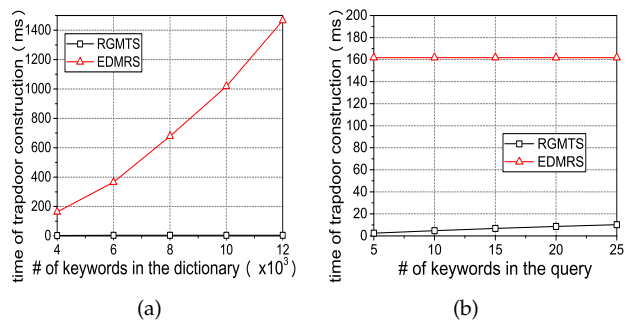 time of trapdoor construction（ms）
1400
1200
1000
800
600
400
200
0
RGMTS
EDMRS
4 6 8 10 12
# of keywords in the dictionary（ x10³）
(a)
time of trapdoor construction（ms）
200
180
160
140
120
100
80
60
40
20
0
RGMTS
EDMRS
5 10 15 20 25
# of keywords in the query
(b)